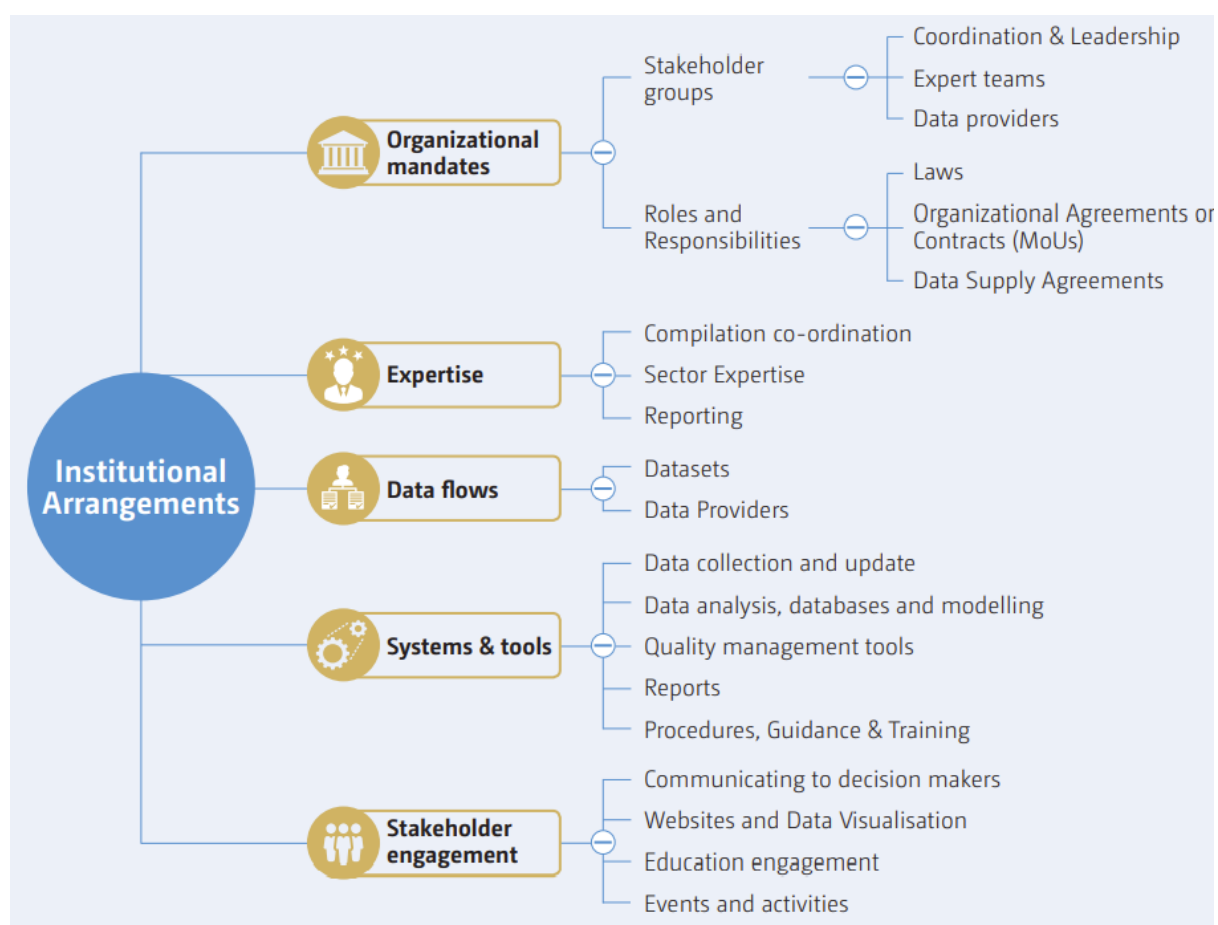 Institutional
Arrangements
Organizational
mandates
Stakeholder
groups
Coordination & Leadership
Expert teams
Data providers
Roles and
Responsibilities
Laws
Organizational Agreements or
Contracts (MoUs)
Data Supply Agreements
Expertise
Compilation co-ordination
Sector Expertise
Reporting
Data flows
Datasets
Data Providers
Systems & tools
Data collection and update
Data analysis, databases and modelling
Quality management tools
Reports
Procedures, Guidance & Training
Stakeholder
engagement
Communicating to decision makers
Websites and Data Visualisation
Education engagement
Events and activities